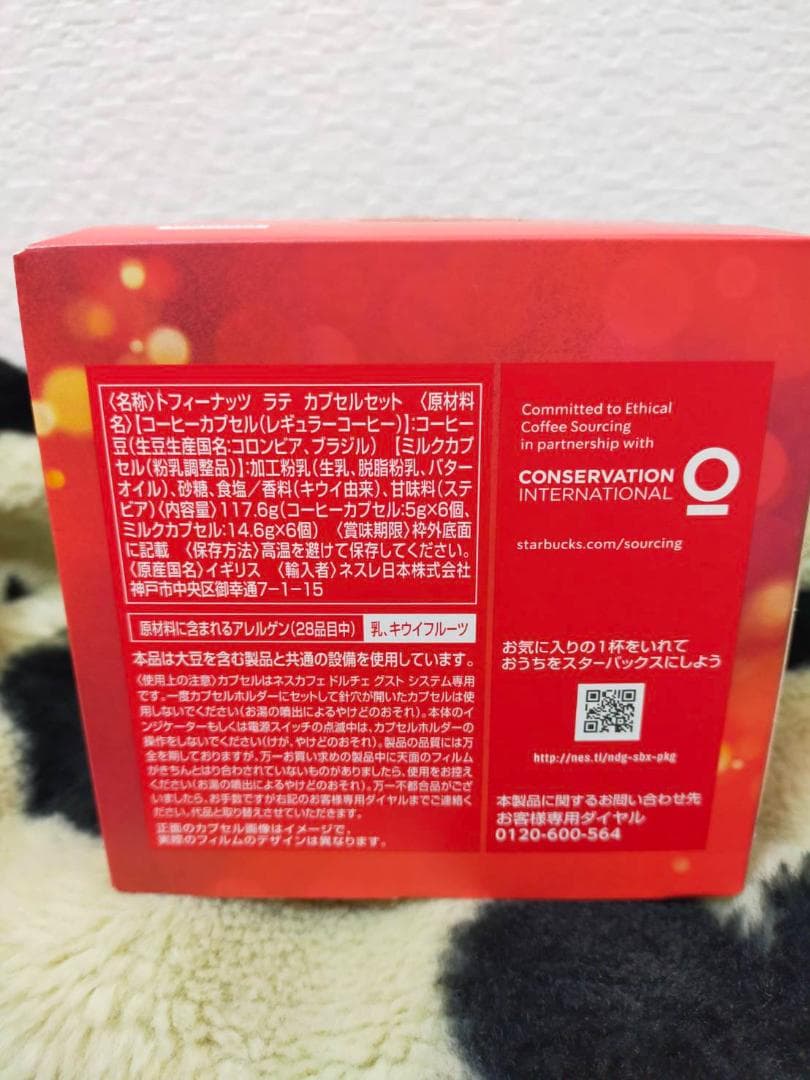 〈名称〉トフィーナッツ ラテ カプセルセット 〈原材料
名〉【コーヒーカプセル(レギュラーコーヒー)】:コーヒー
豆(生豆生産国名:コロンビア、ブラジル) 【ミルクカプ
セル(粉乳調整品)】:加工粉乳(生乳、脱脂粉乳、バター
オイル)、砂糖、食塩/香料(キウイ由来)、甘味料(ステ
ビア)〈内容量〉117.6g(コーヒーカプセル:5g×6個、
ミルクカプセル:14.6g×6個) 〈賞味期限〉枠外底面
に記載 〈保存方法〉高温を避けて保存してください。
〈原産国名〉イギリス 〈輸入者〉ネスレ日本株式会社
神戸市中央区御幸通7-1-15
原材料に含まれるアレルゲン(28品目中) 乳、キウイフルーツ
本品は大豆を含む製品と共通の設備を使用しています。
〈使用上の注意〉カプセルはネスカフェ ドルチェ グスト システム専用
です。一度カプセルホルダーにセットして針穴が開いたカプセルは使
用しないでください(お湯の噴出によるやけどのおそれ)。本体のイ
ンジケーターもしくは電源スイッチの点滅中は、カプセルホルダーの
操作をしないでください(けが、やけどのおそれ)。製品の品質には万
全を期しておりますが、万一お買い求めの製品中に天面のフィルム
がきちんとはり合わされていないものがありましたら、使用をお控え
ください(お湯の噴出によるやけどのおそれ)。万一不都合品がござ
いましたら、お手数ですが右記のお客様専用ダイヤルまでご連絡く
ださい。代品と取り替えさせていただきます。
正面のカプセル画像はイメージで、
実際のフィルムのデザインは異なります。
Committed to Ethical
Coffee Sourcing
in partnership with
CONSERVATION
INTERNATIONAL
starbucks.com/sourcing
お気に入りの1杯をいれて
おうちをスターバックスにしよう
http://nes.tl/ndg-sbx-pkg
本製品に関するお問い合わせ先
お客様専用ダイヤル
0120-600-564